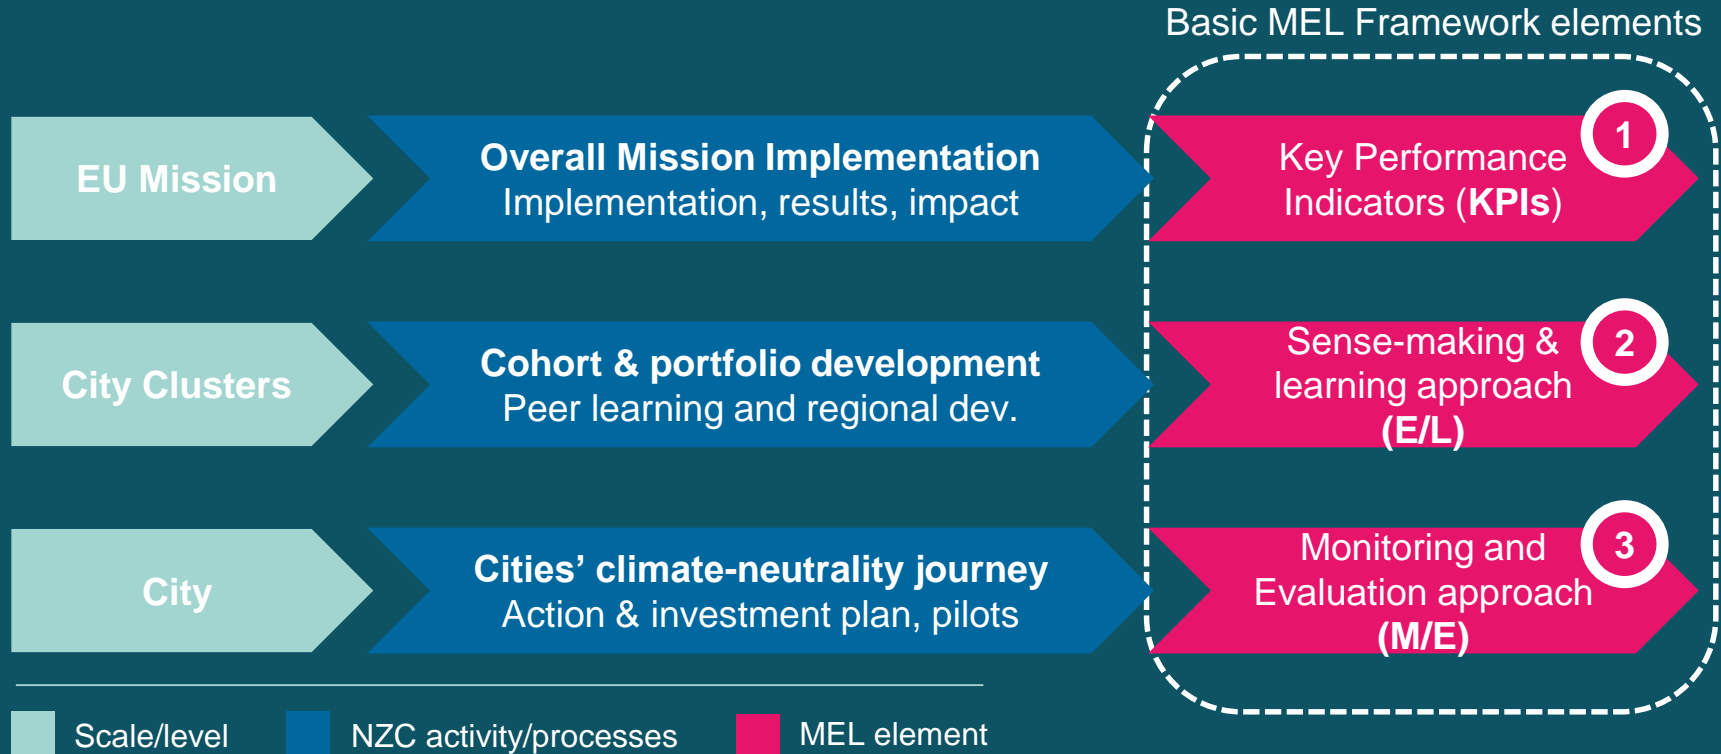 Basic MEL Framework elements
EU Mission
Overall Mission Implementation
Implementation, results, impact
Key Performance
Indicators (KPIs)
1
City Clusters
Cohort & portfolio development
Peer learning and regional dev.
Sense-making &
learning approach
(E/L)
2
City
Cities’ climate-neutrality journey
Action & investment plan, pilots
Monitoring and
Evaluation approach
(M/E)
3
Scale/level
NZC activity/processes
MEL element